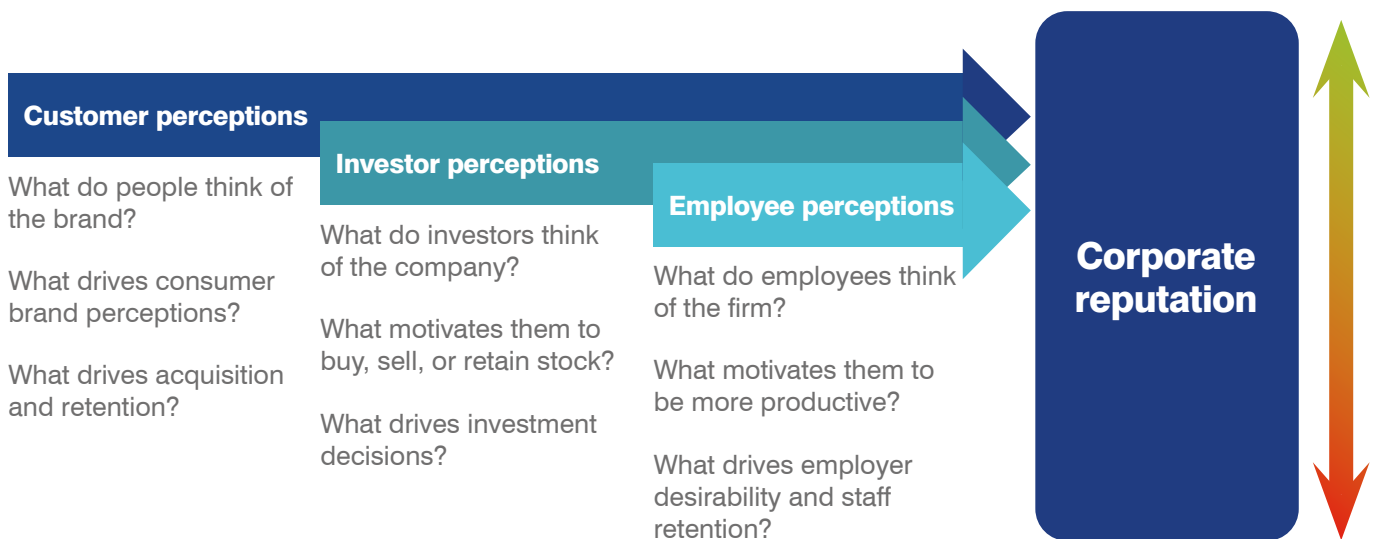 Customer perceptions
What do people think of
the brand?
What drives consumer
brand perceptions?
What drives acquisition
and retention?
Investor perceptions
What do investors think
of the company?
What motivates them to
buy, sell, or retain stock?
What drives investment
decisions?
Employee perceptions
What do employees think
of the firm?
What motivates them to
be more productive?
What drives employer
desirability and staff
retention?
Corporate
reputation